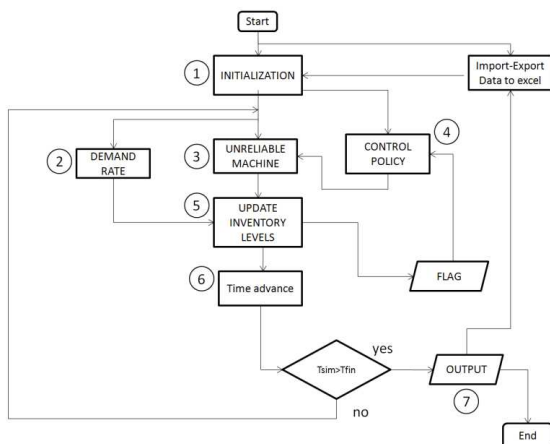 Start
1
INITIALIZATION
Import-Export
Data to excel
2
DEMAND
RATE
3
UNRELIABLE
MACHINE
4
CONTROL
POLICY
5
UPDATE
INVENTORY
LEVELS
FLAG
6
Time advance
Tsim>Tfin
yes
no
OUTPUT
7
End